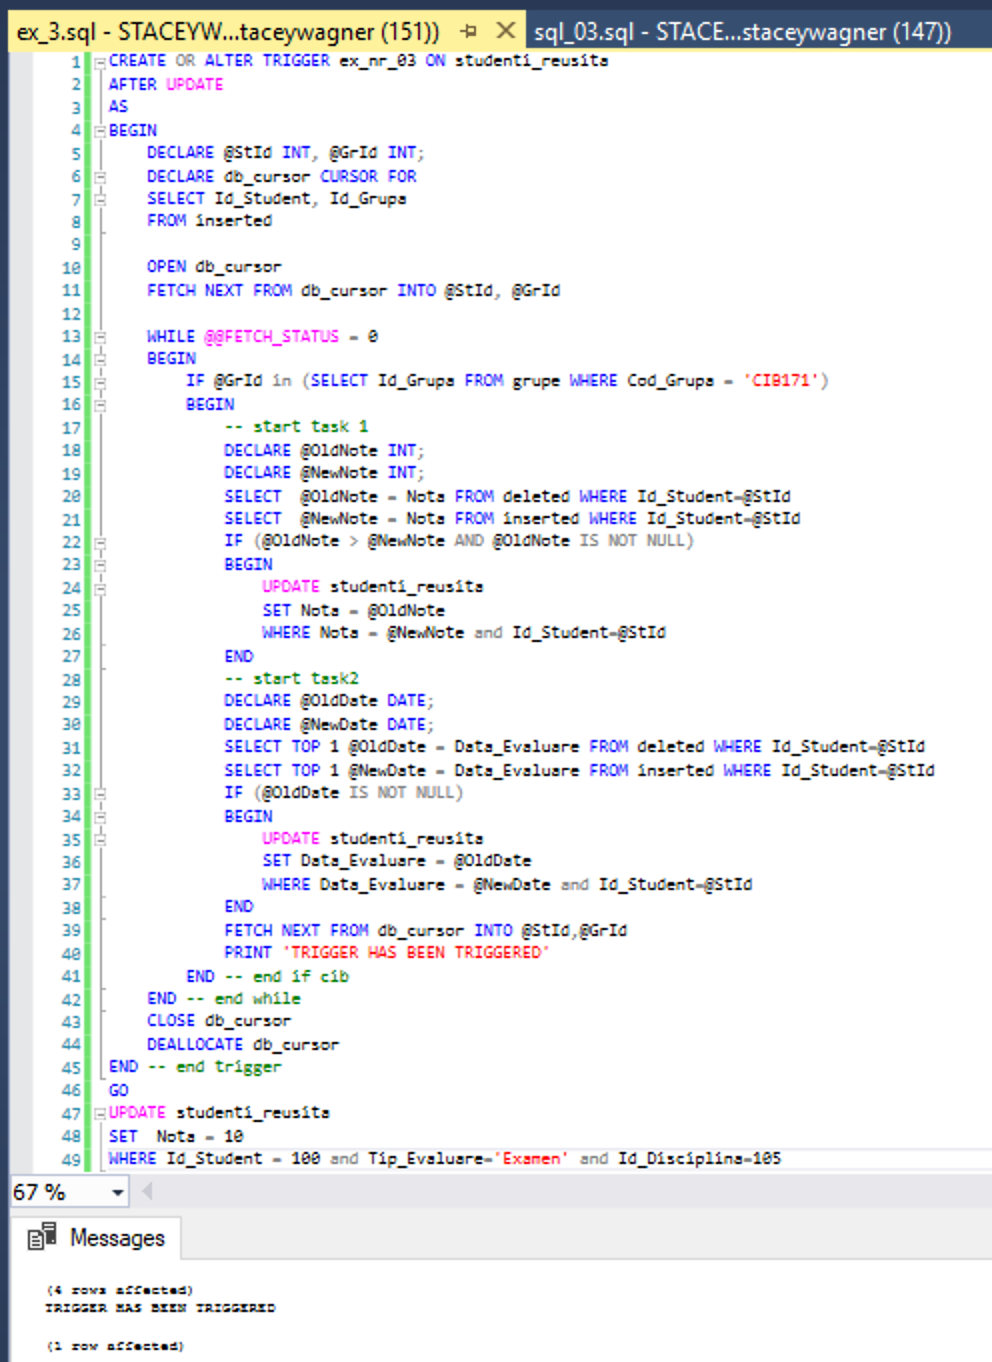 ex_3.sql - STACEYW...taceywagner (151))
sql_03.sql - STACE...staceywagner (147))
1 CREATE OR ALTER TRIGGER ex_nr_03 ON studenti_reusita
2 AFTER UPDATE
3 AS
4 BEGIN
5 DECLARE @StId INT, @GrId INT;
6 DECLARE db_cursor CURSOR FOR
7 SELECT Id_Student, Id_Grupa
8 FROM inserted
9
10 OPEN db_cursor
11 FETCH NEXT FROM db_cursor INTO @StId, @GrId
12
13 WHILE @@FETCH_STATUS = 0
14 BEGIN
15 IF @GrId in (SELECT Id_Grupa FROM grupe WHERE Cod_Grupa = 'CIB171')
16 BEGIN
17 -- start task 1
18 DECLARE @OldNote INT;
19 DECLARE @NewNote INT;
20 SELECT  @OldNote = Nota FROM deleted WHERE Id_Student=@StId
21 SELECT  @NewNote = Nota FROM inserted WHERE Id_Student=@StId
22 IF (@OldNote > @NewNote AND @OldNote IS NOT NULL)
23 BEGIN
24 UPDATE studenti_reusita
25 SET Nota = @OldNote
26 WHERE Nota = @NewNote and Id_Student=@StId
27 END
28 -- start task2
29 DECLARE @OldDate DATE;
30 DECLARE @NewDate DATE;
31 SELECT TOP 1 @OldDate = Data_Evaluare FROM deleted WHERE Id_Student=@StId
32 SELECT TOP 1 @NewDate = Data_Evaluare FROM inserted WHERE Id_Student=@StId
33 IF (@OldDate IS NOT NULL)
34 BEGIN
35 UPDATE studenti_reusita
36 SET Data_Evaluare = @OldDate
37 WHERE Data_Evaluare = @NewDate and Id_Student=@StId
38 END
39 FETCH NEXT FROM db_cursor INTO @StId,@GrId
40 PRINT 'TRIGGER HAS BEEN TRIGGERED'
41 END -- end if cib
42 END -- end while
43 CLOSE db_cursor
44 DEALLOCATE db_cursor
45 END -- end trigger
46 GO
47 UPDATE studenti_reusita
48 SET  Nota = 10
49 WHERE Id_Student = 100 and Tip_Evaluare='Examen' and Id_Disciplina=105
67 %
Messages
(4 rows affected)
TRIGGER HAS BEEN TRIGGERED
(1 row affected)